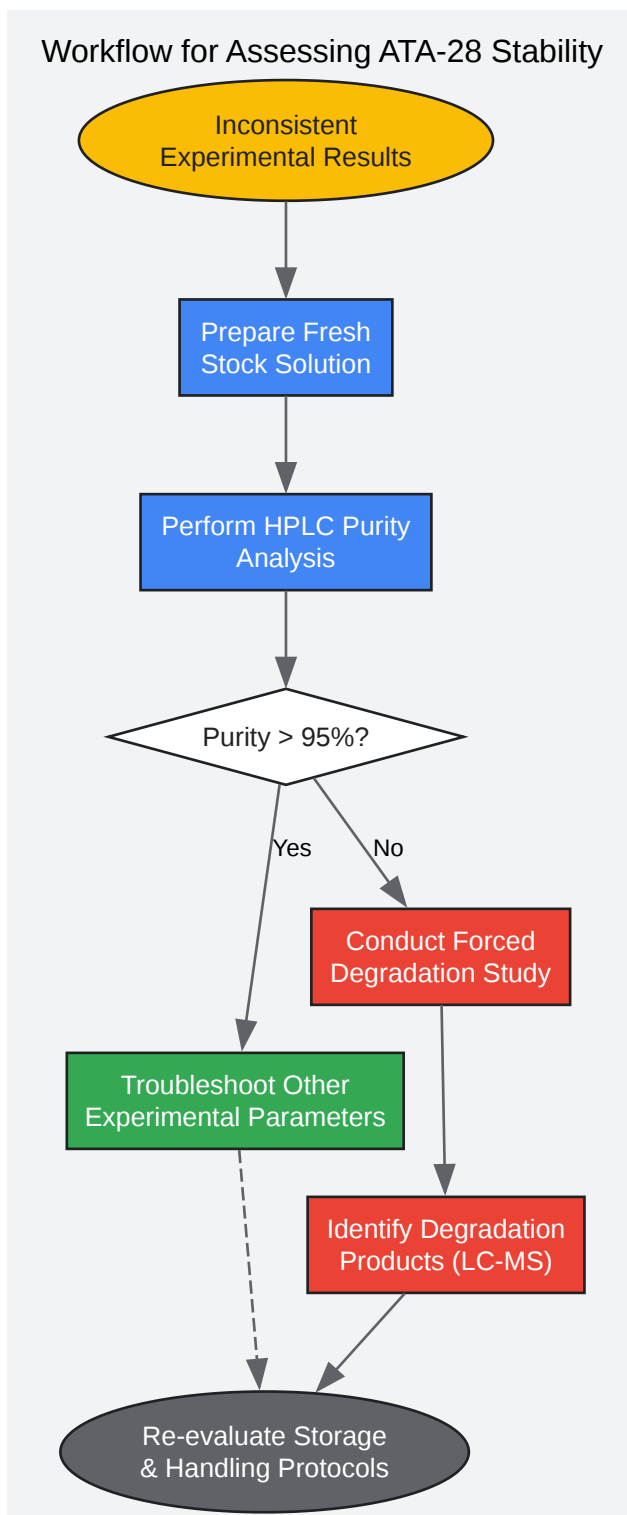 Workflow for Assessing ATA-28 Stability
Inconsistent
Experimental Results
Prepare Fresh
Stock Solution
Perform HPLC Purity
Analysis
Purity > 95%?
Yes
No
Conduct Forced
Degradation Study
Troubleshoot Other
Experimental Parameters
Identify Degradation
Products (LC-MS)
Re-evaluate Storage
& Handling Protocols